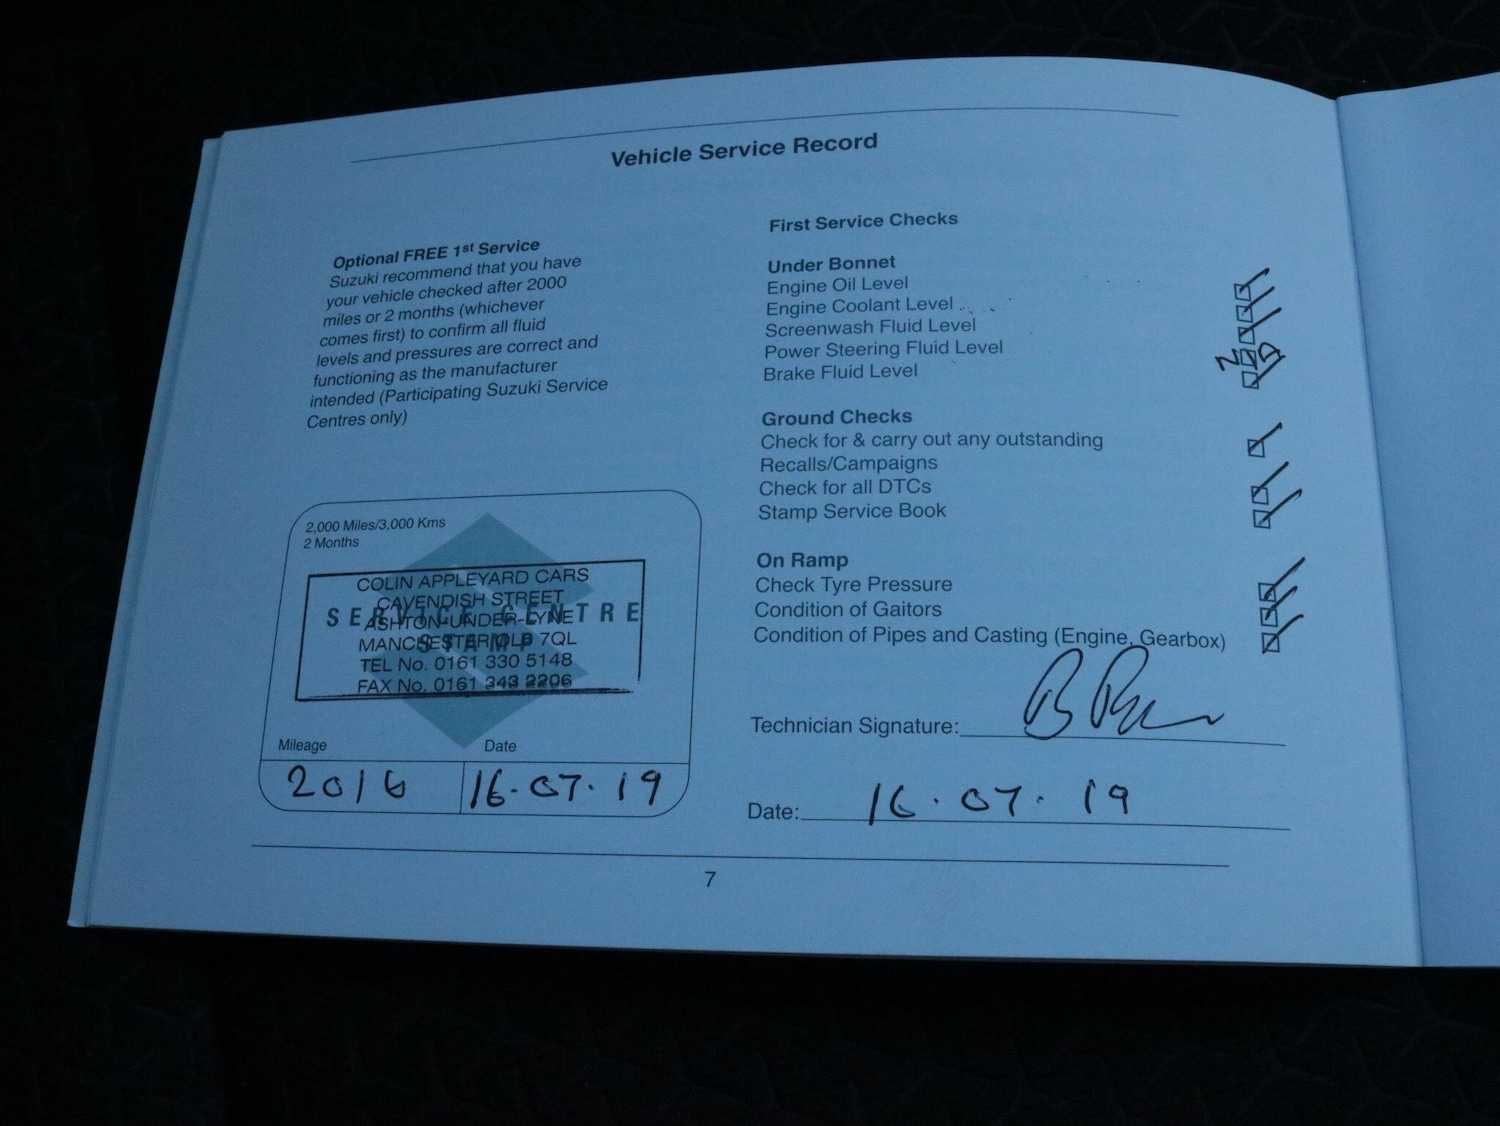 Vehicle Service Record
Optional FREE 1st Service
Suzuki recommend that you have
your vehicle checked after 2000
miles or 2 months (whichever
comes first) to confirm all fluid
levels and pressures are correct and
functioning as the manufacturer
intended (Participating Suzuki Service
Centres only)
2,000 Miles/3,000 Kms
2 Months
SERVICE CENTRE
STAMP
COLIN APPLEYARD CARS
CAVENDISH STREET
ASHTON-UNDER-LYNE
MANCHESTER OL6 7QL
TEL No. 0161 330 5148
FAX No. 0161 343 2206
Mileage Date
2016 16.07.19
First Service Checks
Under Bonnet
Engine Oil Level
Engine Coolant Level
Screenwash Fluid Level
Power Steering Fluid Level
Brake Fluid Level
Ground Checks
Check for & carry out any outstanding
Recalls/Campaigns
Check for all DTCs
Stamp Service Book
On Ramp
Check Tyre Pressure
Condition of Gaitors
Condition of Pipes and Casting (Engine, Gearbox)
Technician Signature:
Date: 16.07.19
7